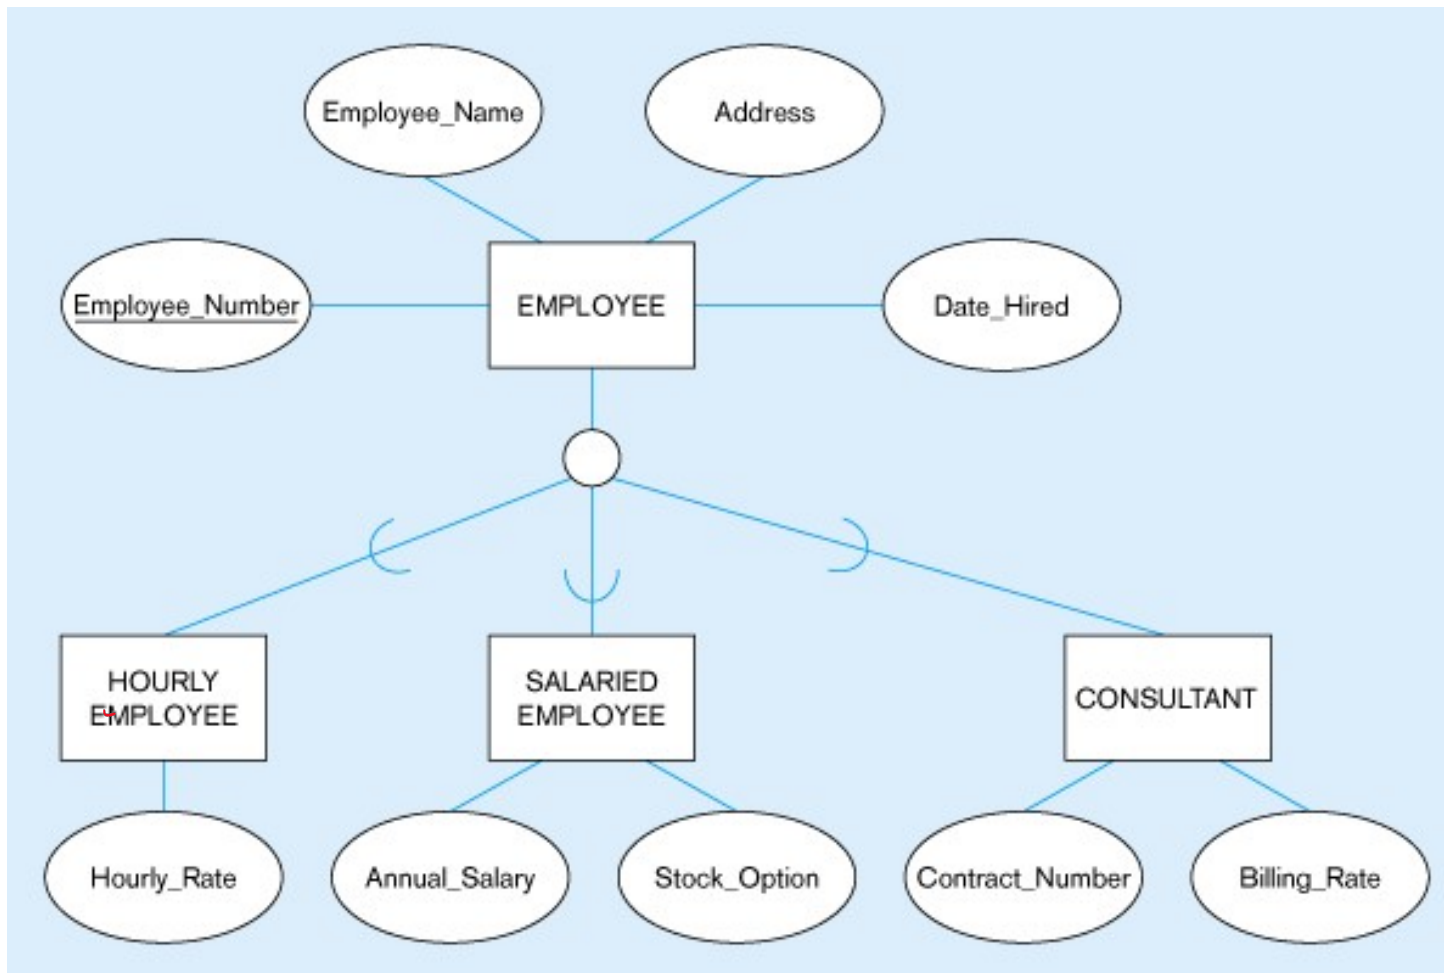 Employee_Name
Address
Employee_Number
EMPLOYEE
Date_Hired
HOURLY
EMPLOYEE
SALARIED
EMPLOYEE
CONSULTANT
Hourly_Rate
Annual_Salary
Stock_Option
Contract_Number
Billing_Rate